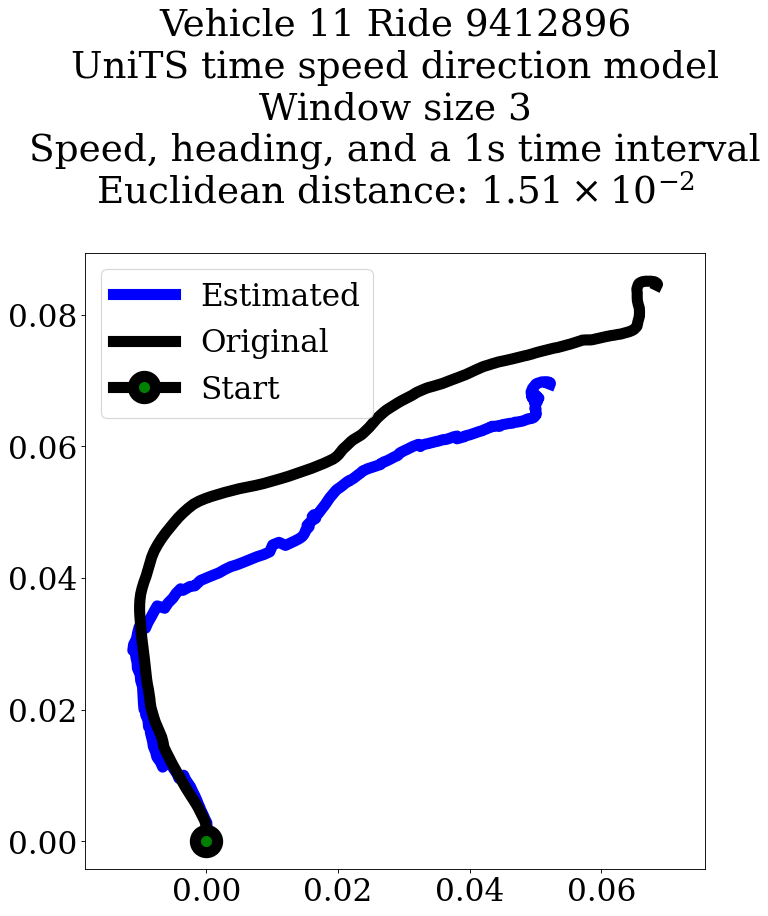 Vehicle 11 Ride 9412896
UniTS time speed direction model
Window size 3
Speed, heading, and a 1s time interval
Euclidean distance: 1.51 × 10⁻²
Estimated
Original
Start
0.08
0.06
0.04
0.02
0.00
0.00 0.02 0.04 0.06